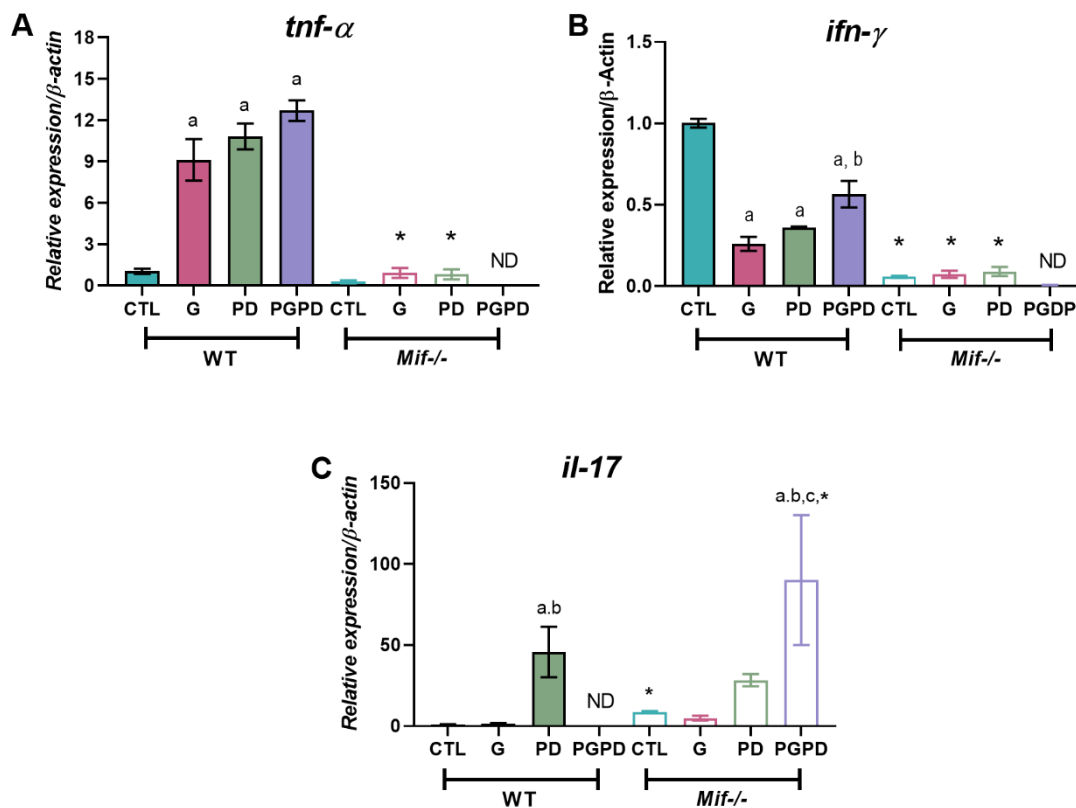 A
tnf-α
Relative expression/β-actin
18
15
12
9
6
3
0
a
a
a
*
*
ND
CTL
G
PD
PGPD
CTL
G
PD
PGPD
WT
Mif-/-
B
ifn-γ
Relative expression/β-Actin
1.5
1.0
0.5
0.0
a
a
a, b
*
*
*
ND
CTL
G
PD
PGPD
CTL
G
PD
PGDP
WT
Mif-/-
C
il-17
Relative expression/β-actin
150
100
50
0
a.b
ND
*
a.b,c,*
CTL
G
PD
PGPD
CTL
G
PD
PGPD
WT
Mif-/-